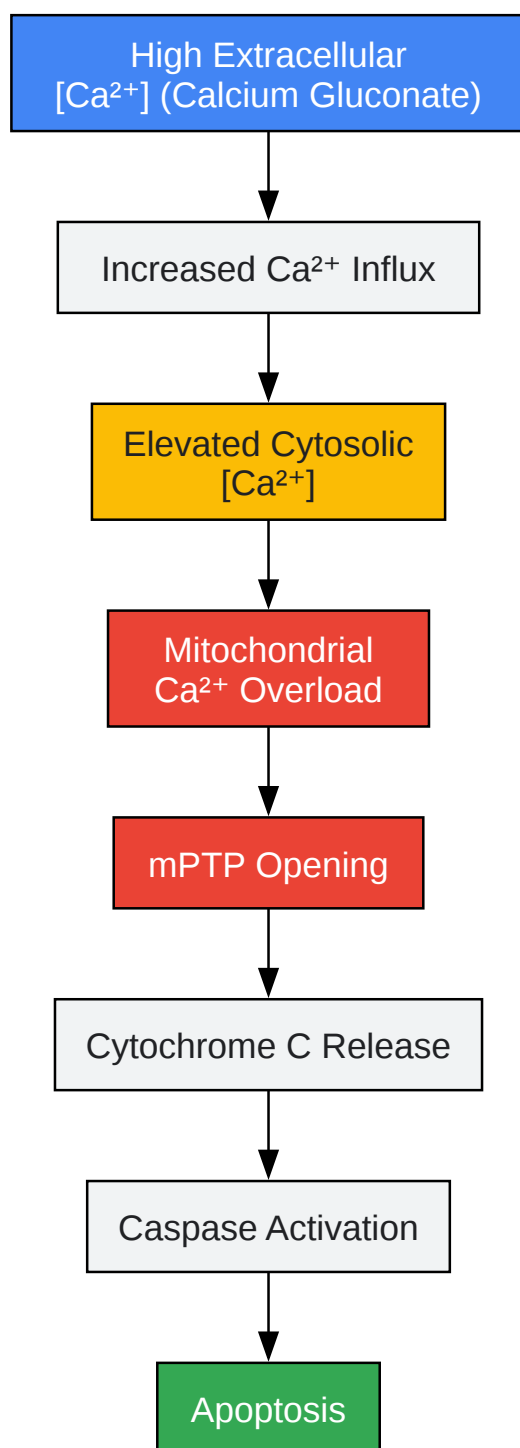 High Extracellular
[Ca²⁺] (Calcium Gluconate)
Increased Ca²⁺ Influx
Elevated Cytosolic
[Ca²⁺]
Mitochondrial
Ca²⁺ Overload
mPTP Opening
Cytochrome C Release
Caspase Activation
Apoptosis